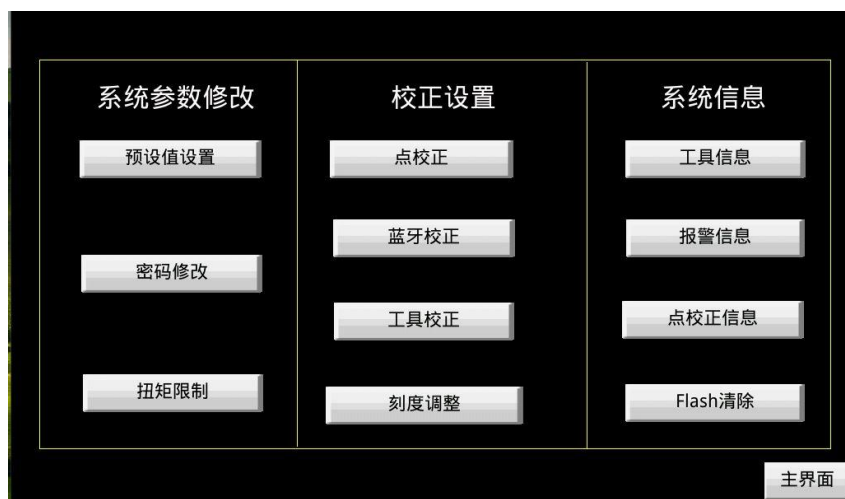 系统参数修改
预设值设置
密码修改
扭矩限制
校正设置
点校正
蓝牙校正
工具校正
刻度调整
系统信息
工具信息
报警信息
点校正信息
Flash清除
主界面